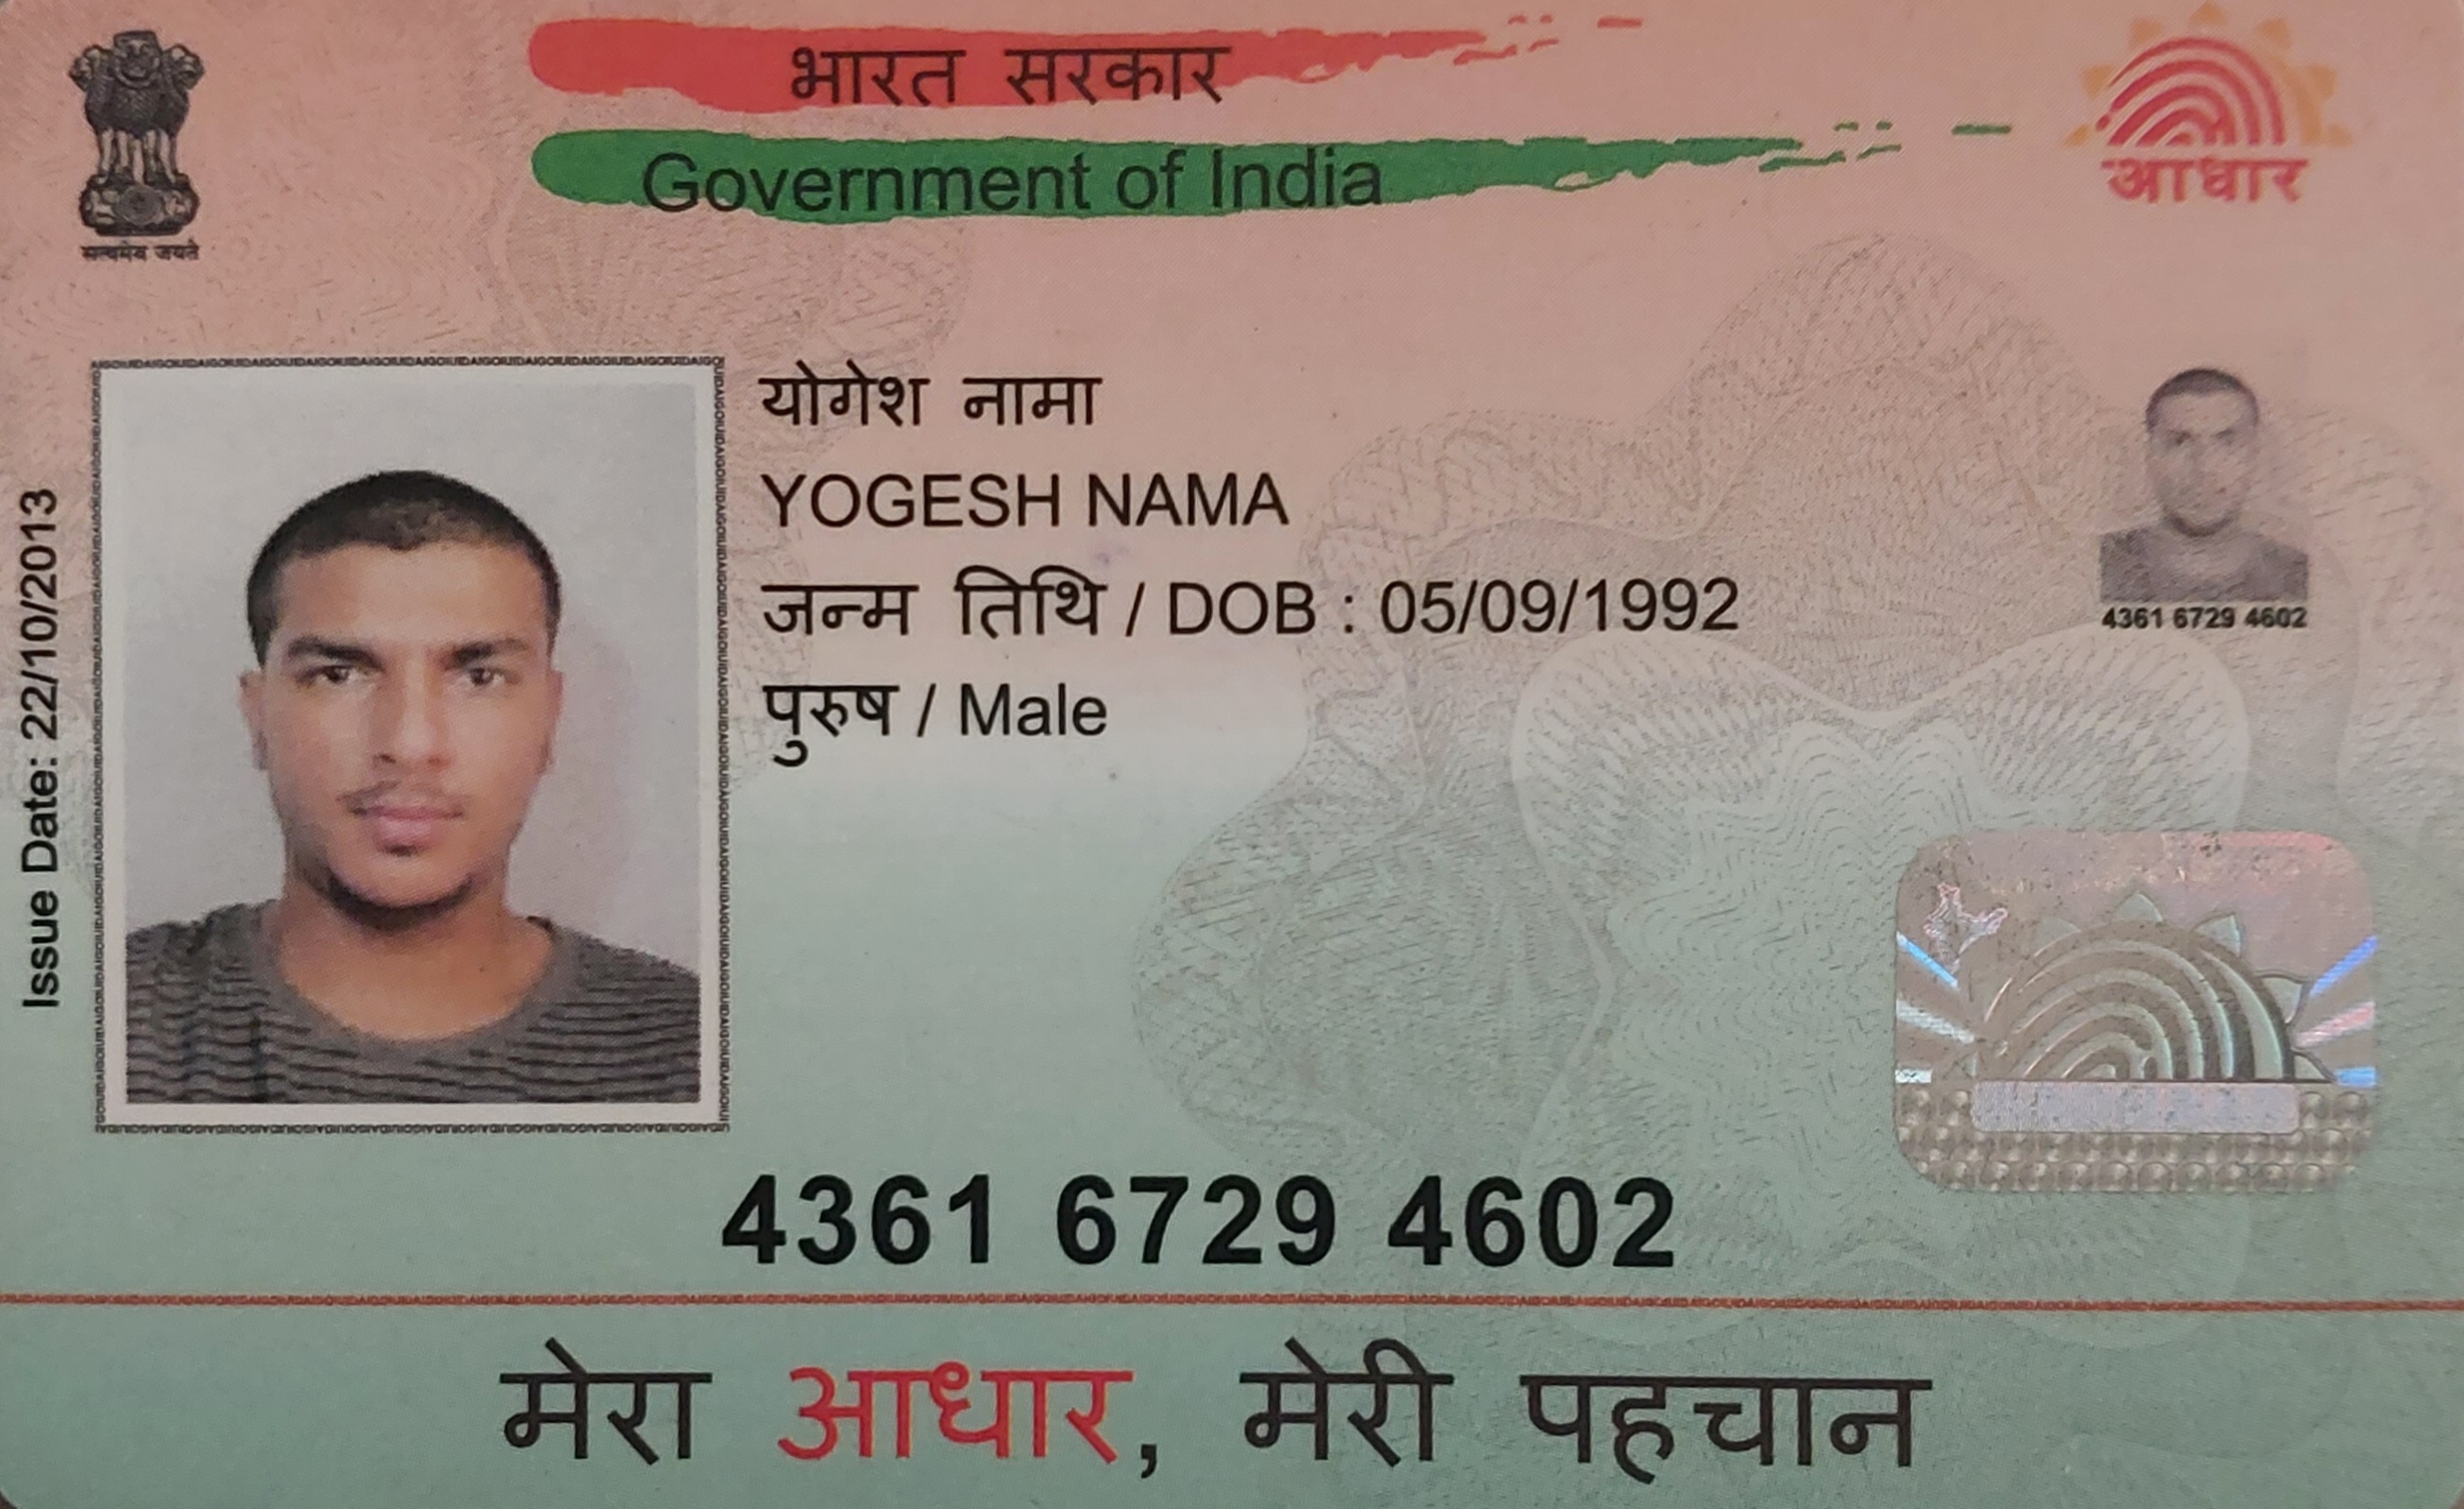 भारत सरकार
Government of India
सत्यमेव जयते
आधार
Issue Date: 22/10/2013
योगेश नामा
YOGESH NAMA
जन्म तिथि / DOB : 05/09/1992
पुरुष / Male
4361 6729 4602
4361 6729 4602
मेरा आधार, मेरी पहचान